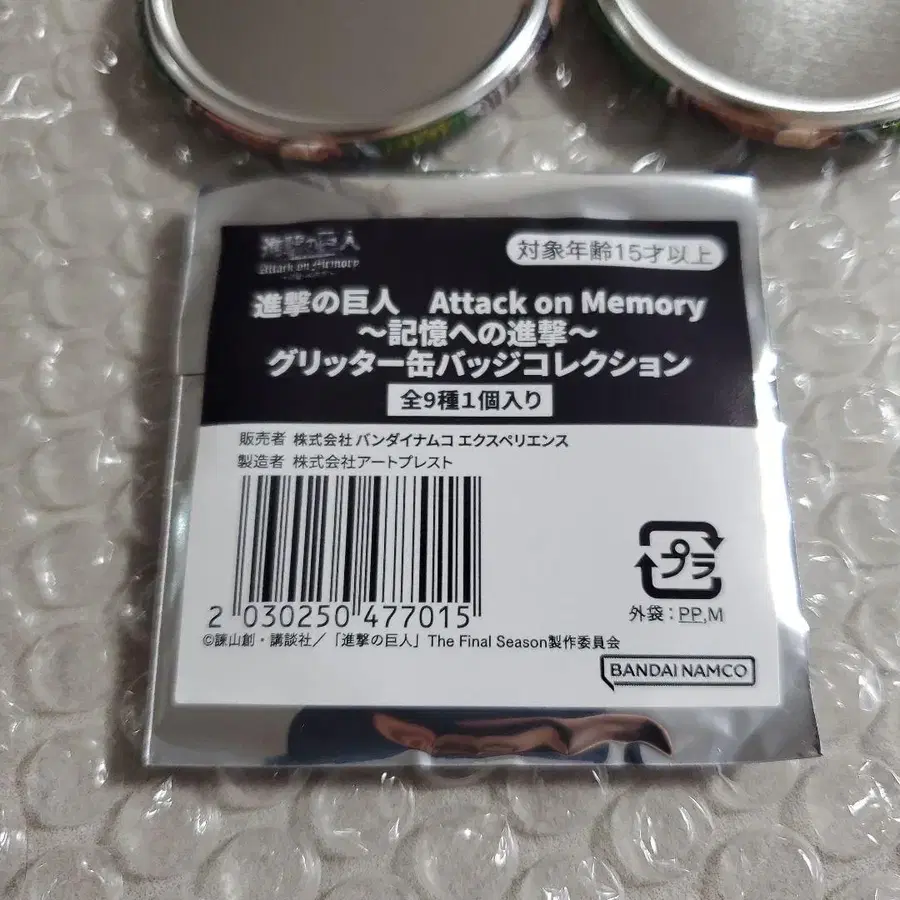 進撃の巨人
Attack on Memory
対象年齢15才以上
進撃の巨人　Attack on Memory
～記憶への進撃～
グリッター缶バッジコレクション
全9種1個入り
販売者 株式会社 バンダイナムコ エクスペリエンス
製造者 株式会社アートプレスト
プラ
2 030250 477015
外袋：PP,M
©諫山創・講談社／「進撃の巨人」The Final Season製作委員会
BANDAI NAMCO